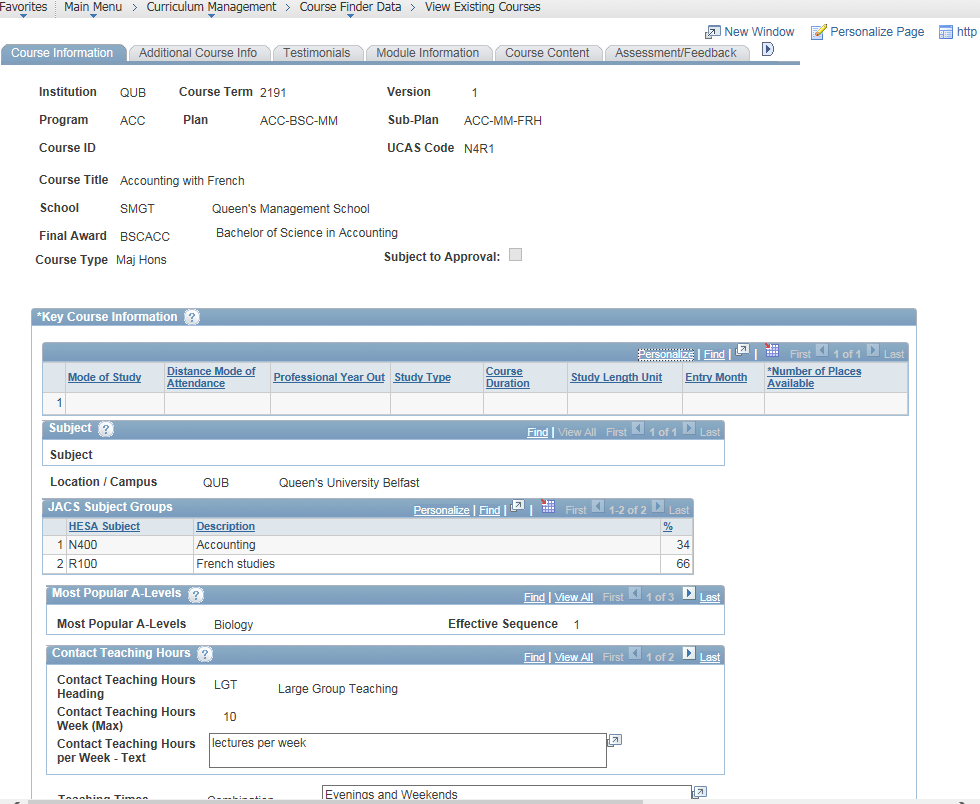 Favorites Main Menu > Curriculum Management > Course Finder Data > View Existing Courses
New Window Personalize Page http
Course Information Additional Course Info Testimonials Module Information Course Content Assessment/Feedback
Institution QUB Course Term 2191 Version 1
Program ACC Plan ACC-BSC-MM Sub-Plan ACC-MM-FRH
Course ID UCAS Code N4R1
Course Title Accounting with French
School SMGT Queen's Management School
Final Award BSCACC Bachelor of Science in Accounting
Course Type Maj Hons Subject to Approval:
*Key Course Information ?
Personalize | Find | | First 1 of 1 Last
Mode of Study Distance Mode of Attendance Professional Year Out Study Type Course Duration Study Length Unit Entry Month *Number of Places Available
1
Subject ? Find | View All First 1 of 1 Last
Subject
Location / Campus QUB Queen's University Belfast
JACS Subject Groups Personalize | Find | | First 1-2 of 2 Last
HESA Subject Description %
1 N400 Accounting 34
2 R100 French studies 66
Most Popular A-Levels ? Find | View All First 1 of 3 Last
Most Popular A-Levels Biology Effective Sequence 1
Contact Teaching Hours ? Find | View All First 1 of 2 Last
Contact Teaching Hours
Heading LGT Large Group Teaching
Contact Teaching Hours
Week (Max) 10
Contact Teaching Hours
per Week - Text lectures per week
Teaching Times Combination Evenings and Weekends